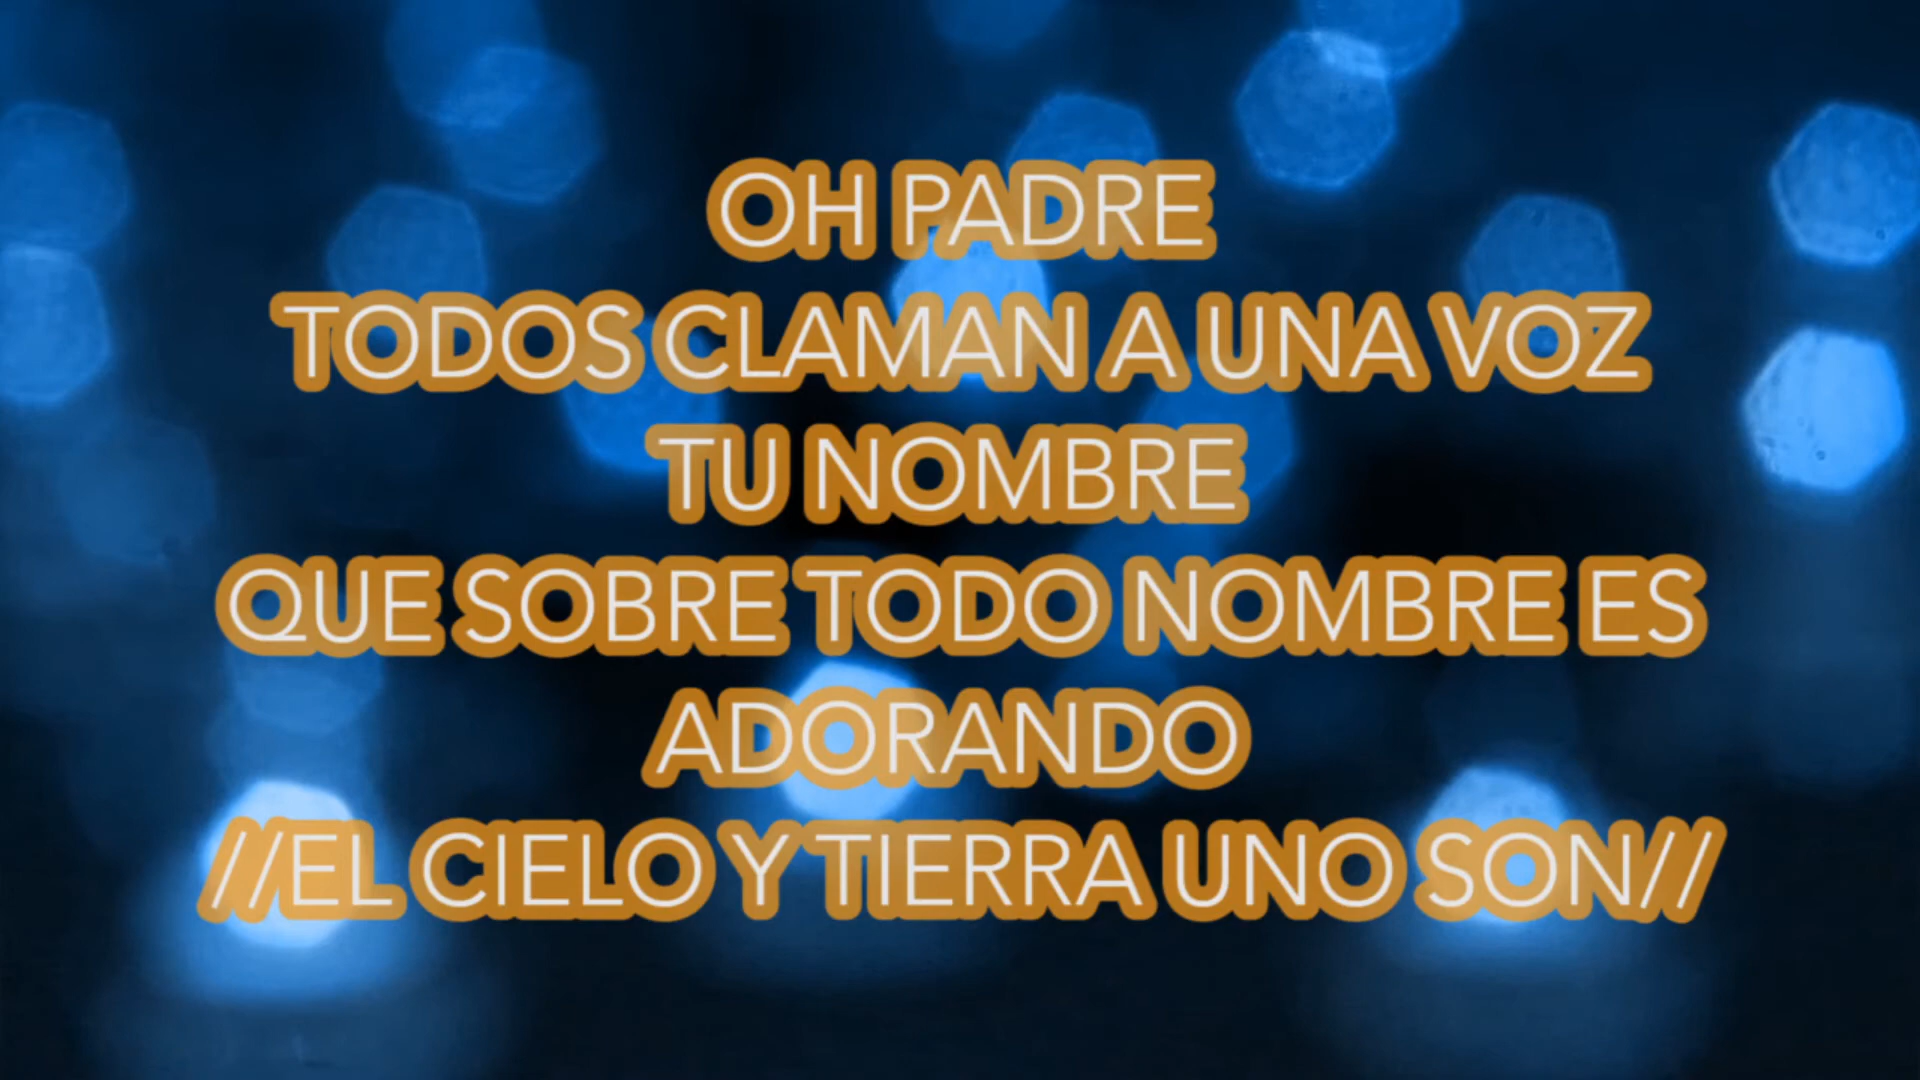 OH PADRE
TODOS CLAMAN A UNA VOZ
TU NOMBRE
QUE SOBRE TODO NOMBRE ES
ADORANDO
//EL CIELO Y TIERRA UNO SON//